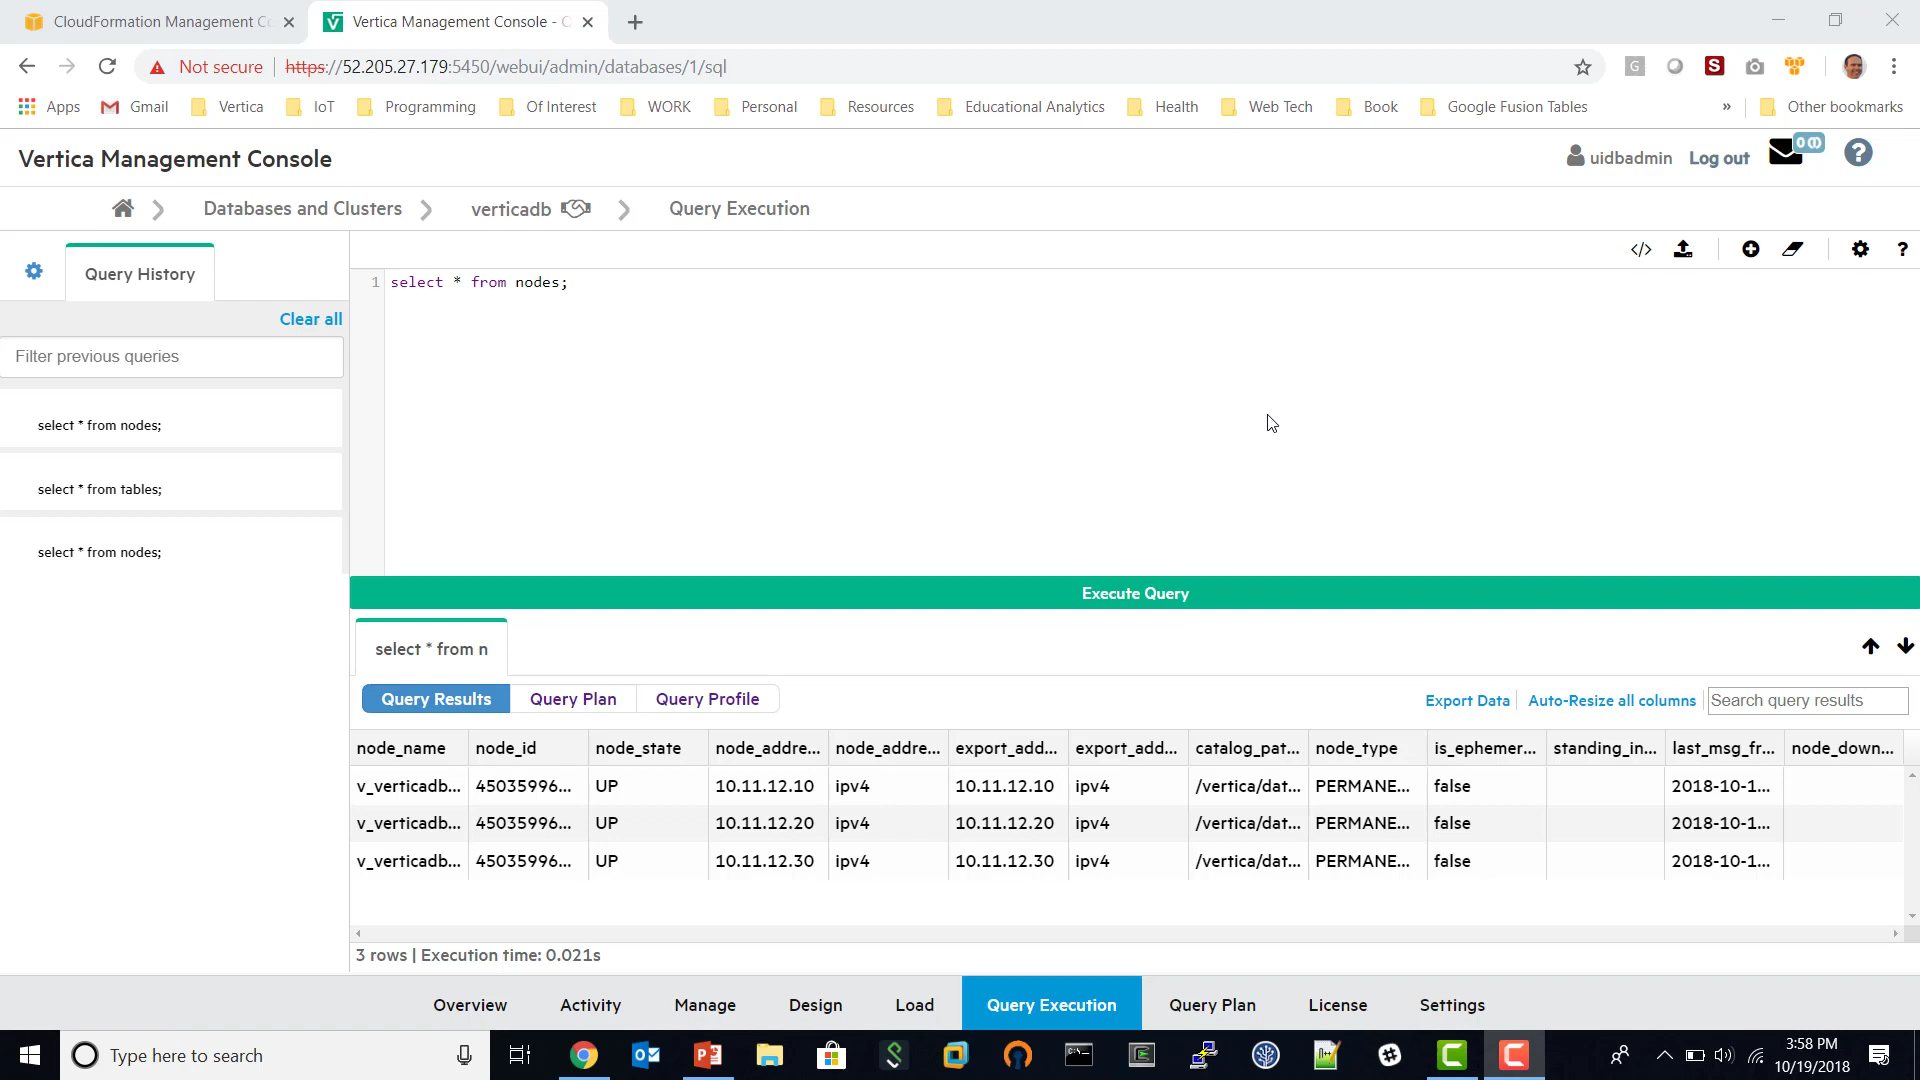 CloudFormation Management Co
Vertica Management Console - C
Not secure https://52.205.27.179:5450/webui/admin/databases/1/sql
Apps Gmail Vertica IoT Programming Of Interest WORK Personal Resources Educational Analytics Health Web Tech Book Google Fusion Tables » Other bookmarks
Vertica Management Console
uidbadmin Log out
Databases and Clusters verticadb Query Execution
Query History
Clear all
Filter previous queries
select * from nodes;
select * from tables;
select * from nodes;
1 select * from nodes;
Execute Query
select * from n
Query Results Query Plan Query Profile
Export Data Auto-Resize all columns Search query results
node_name node_id node_state node_addre... node_addre... export_add... export_add... catalog_pat... node_type is_ephemer... standing_in... last_msg_fr... node_down...
v_verticadb... 45035996... UP 10.11.12.10 ipv4 10.11.12.10 ipv4 /vertica/dat... PERMANE... false 2018-10-1...
v_verticadb... 45035996... UP 10.11.12.20 ipv4 10.11.12.20 ipv4 /vertica/dat... PERMANE... false 2018-10-1...
v_verticadb... 45035996... UP 10.11.12.30 ipv4 10.11.12.30 ipv4 /vertica/dat... PERMANE... false 2018-10-1...
3 rows | Execution time: 0.021s
Overview Activity Manage Design Load Query Execution Query Plan License Settings
Type here to search
3:58 PM
10/19/2018